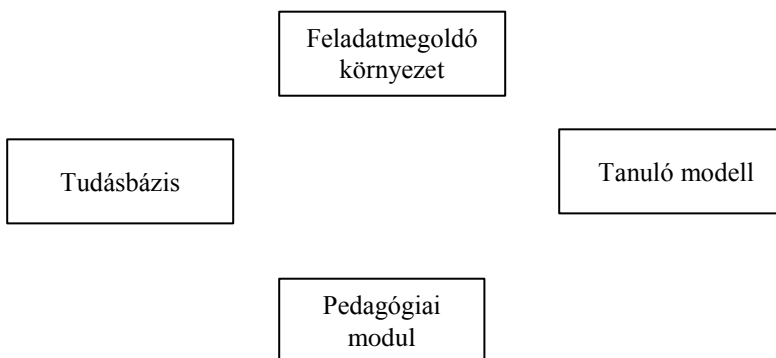 Feladatmegoldó
környezet
Tudásbázis
Tanuló modell
Pedagógiai
modul